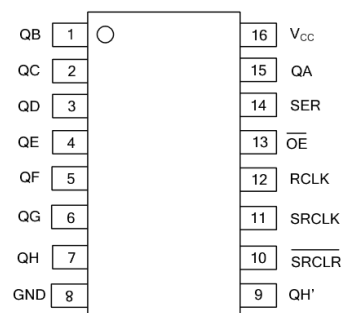 QB 1 16 VCC
QC 2 15 QA
QD 3 14 SER
QE 4 13 OE
QF 5 12 RCLK
QG 6 11 SRCLK
QH 7 10 SRCLR
GND 8 9 QH'